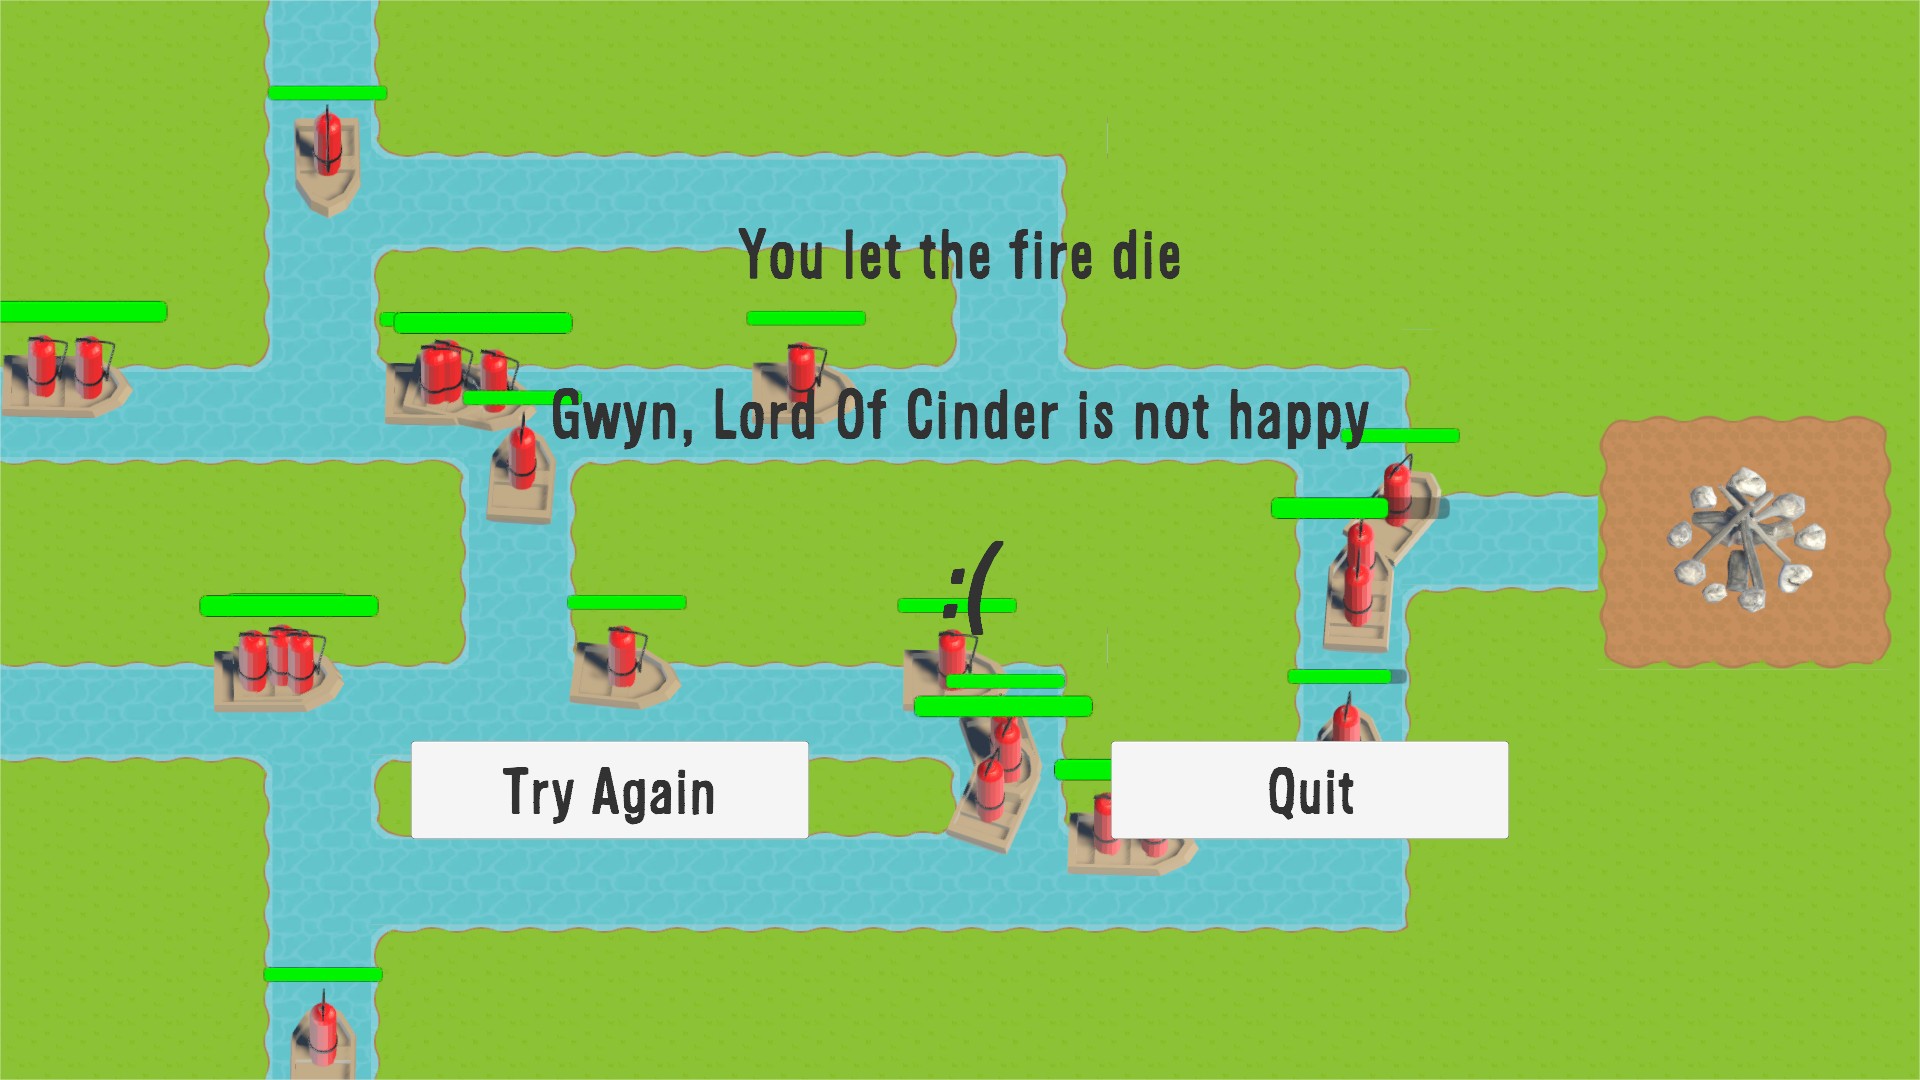 You let the fire die
Gwyn, Lord Of Cinder is not happy
:(
Try Again
Quit